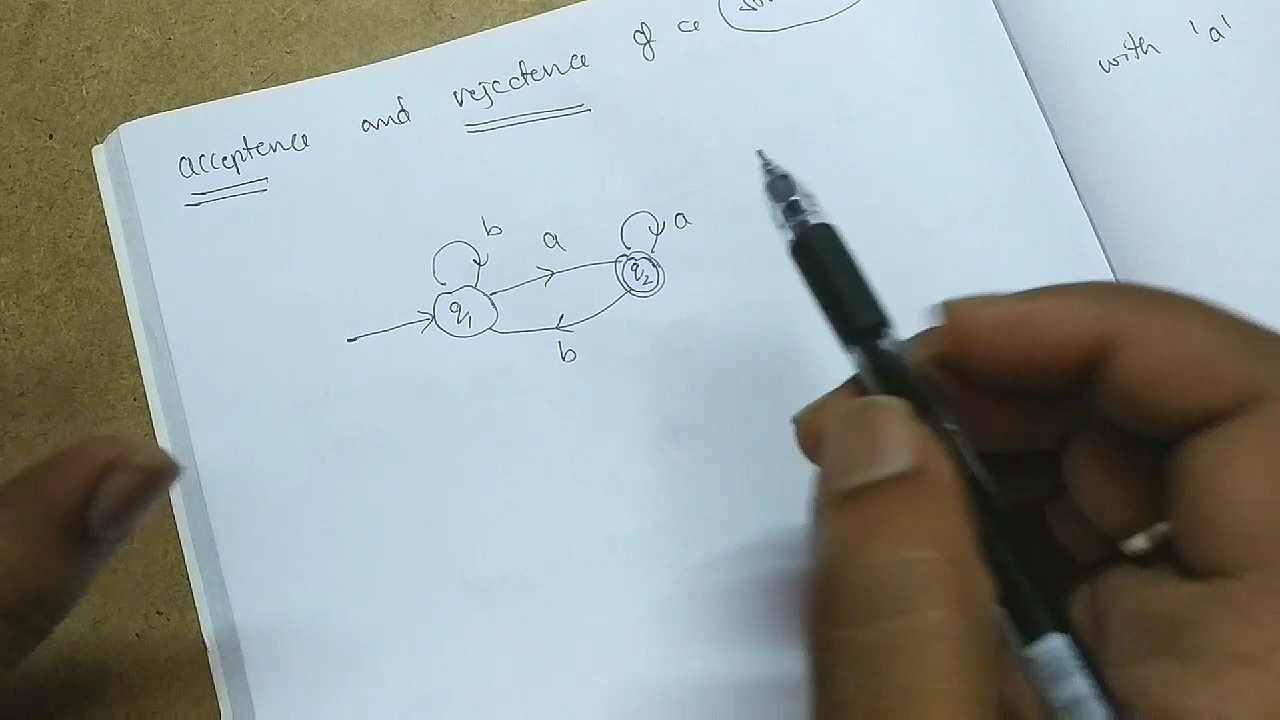 acceptence and rejectence of a
with 'a'
b a a
q1 q2
b